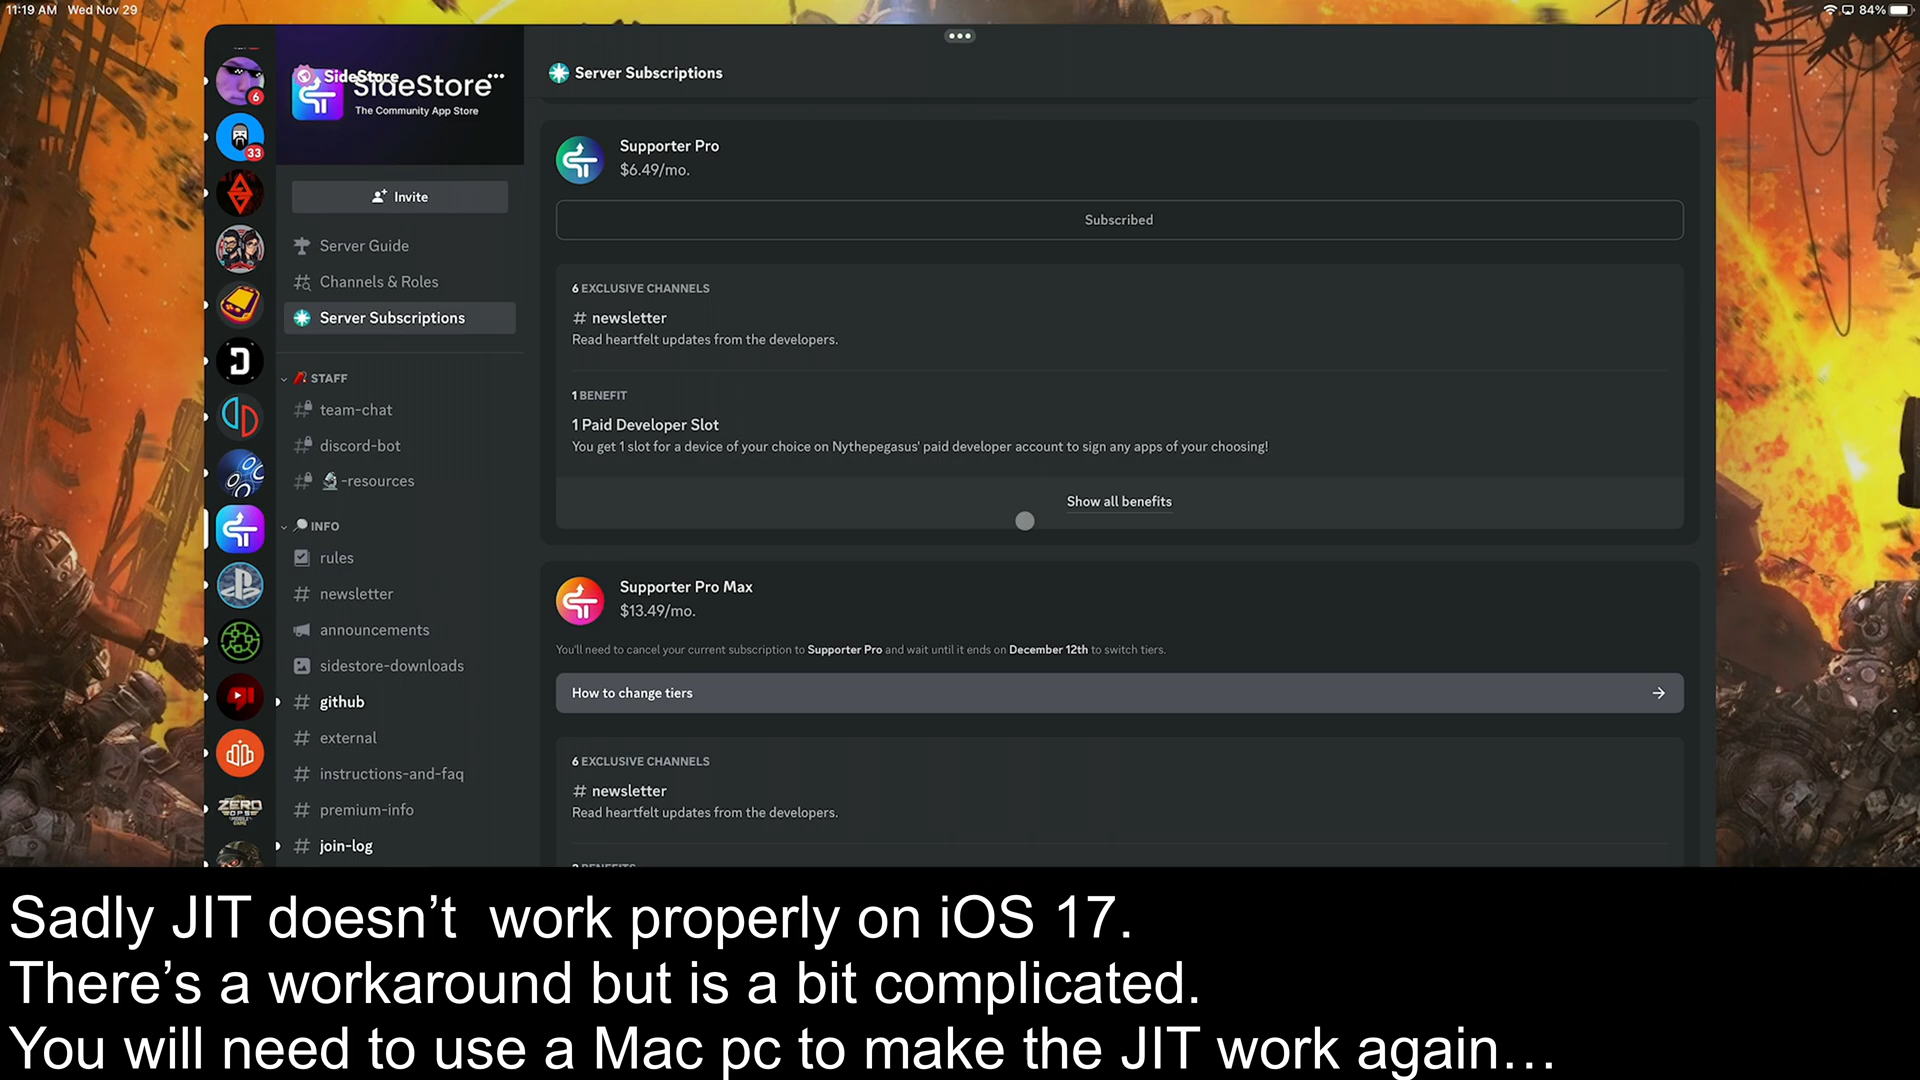 11:19 AM Wed Nov 29
84%
6
33
SideStore
SideStore
The Community App Store
Invite
Server Guide
Channels & Roles
Server Subscriptions
STAFF
team-chat
discord-bot
-resources
INFO
rules
newsletter
announcements
sidestore-downloads
github
external
instructions-and-faq
premium-info
join-log
ZERO
Server Subscriptions
Supporter Pro
$6.49/mo.
Subscribed
6 EXCLUSIVE CHANNELS
# newsletter
Read heartfelt updates from the developers.
1 BENEFIT
1 Paid Developer Slot
You get 1 slot for a device of your choice on Nythepegasus' paid developer account to sign any apps of your choosing!
Show all benefits
Supporter Pro Max
$13.49/mo.
You'll need to cancel your current subscription to Supporter Pro and wait until it ends on December 12th to switch tiers.
How to change tiers
6 EXCLUSIVE CHANNELS
# newsletter
Read heartfelt updates from the developers.
Sadly JIT doesn’t work properly on iOS 17.
There’s a workaround but is a bit complicated.
You will need to use a Mac pc to make the JIT work again…